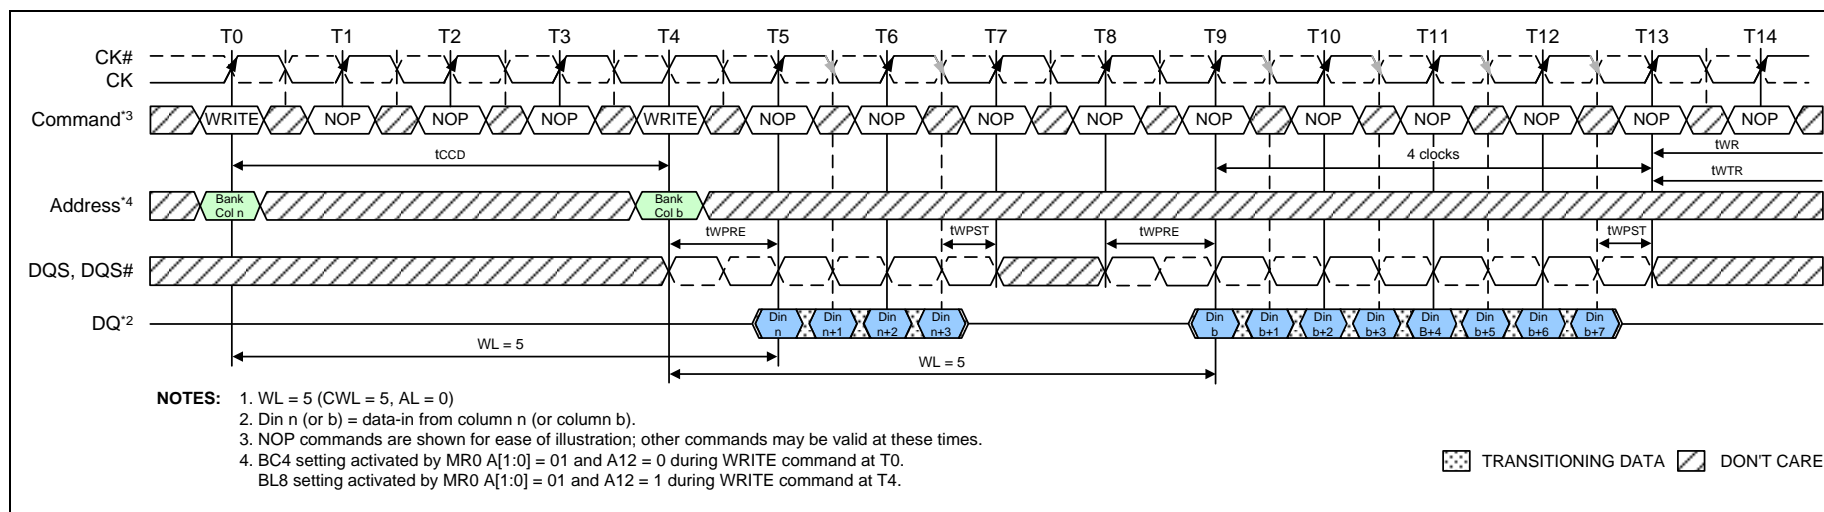 T0 T1 T2 T3 T4 T5 T6 T7 T8 T9 T10 T11 T12 T13 T14
CK#
CK
Command*3 WRITE NOP NOP NOP WRITE NOP NOP NOP NOP NOP NOP NOP NOP NOP NOP
tCCD 4 clocks tWR
tWTR
Address*4 Bank Col n Bank Col b
tWPRE tWPST tWPRE tWPST
DQS, DQS#
DQ*2 Din n Din n+1 Din n+2 Din n+3 Din b Din b+1 Din b+2 Din b+3 Din B+4 Din b+5 Din b+6 Din b+7
WL = 5
WL = 5
NOTES: 1. WL = 5 (CWL = 5, AL = 0)
2. Din n (or b) = data-in from column n (or column b).
3. NOP commands are shown for ease of illustration; other commands may be valid at these times.
4. BC4 setting activated by MR0 A[1:0] = 01 and A12 = 0 during WRITE command at T0.
BL8 setting activated by MR0 A[1:0] = 01 and A12 = 1 during WRITE command at T4.
TRANSITIONING DATA DON'T CARE